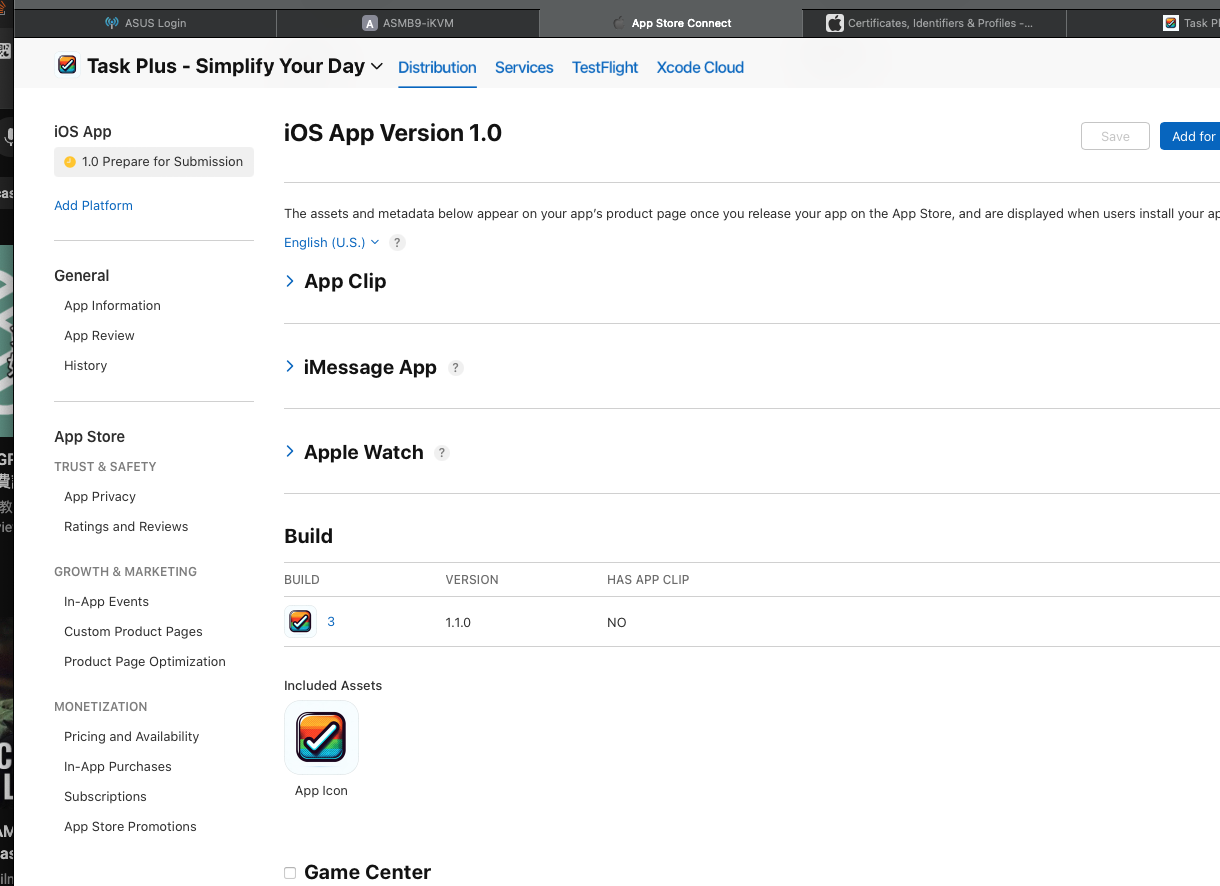 ASUS Login
A ASMB9-iKVM
App Store Connect
Certificates, Identifiers & Profiles -...
Task Pl
Task Plus - Simplify Your Day
Distribution
Services
TestFlight
Xcode Cloud
iOS App
1.0 Prepare for Submission
Add Platform
General
App Information
App Review
History
App Store
TRUST & SAFETY
App Privacy
Ratings and Reviews
GROWTH & MARKETING
In-App Events
Custom Product Pages
Product Page Optimization
MONETIZATION
Pricing and Availability
In-App Purchases
Subscriptions
App Store Promotions
iOS App Version 1.0
Save
Add for
The assets and metadata below appear on your app’s product page once you release your app on the App Store, and are displayed when users install your ap
English (U.S.) ?
App Clip
iMessage App ?
Apple Watch ?
Build
BUILD VERSION HAS APP CLIP
3 1.1.0 NO
Included Assets
App Icon
Game Center